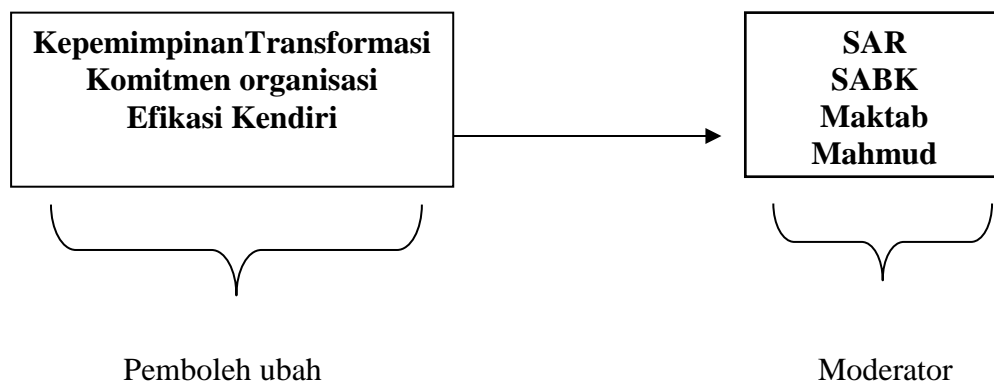 KepemimpinanTransformasi
Komitmen organisasi
Efikasi Kendiri
SAR
SABK
Maktab
Mahmud
Pemboleh ubah
Moderator